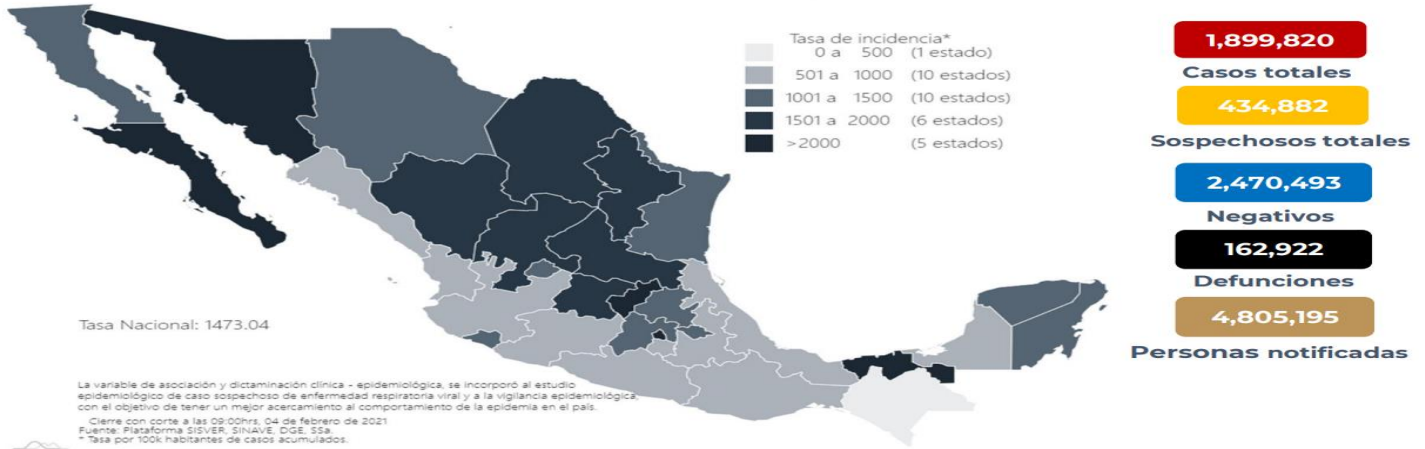 Tasa de incidencia*
0 a 500 (1 estado)
501 a 1000 (10 estados)
1001 a 1500 (10 estados)
1501 a 2000 (6 estados)
>2000 (5 estados)
1,899,820
Casos totales
434,882
Sospechosos totales
2,470,493
Negativos
162,922
Defunciones
4,805,195
Personas notificadas
Tasa Nacional: 1473.04
La variable de asociación y dictaminación clínica - epidemiológica, se incorporó al estudio
epidemiológico de caso sospechoso de enfermedad respiratoria viral y a la vigilancia epidemiológica,
con el objetivo de tener un mejor acercamiento al comportamiento de la epidemia en el país.
Cierre con corte a las 09:00hrs, 04 de febrero de 2021
Fuente: Plataforma SISVER, SINAVE, DGE, SSa.
* Tasa por 100k habitantes de casos acumulados.